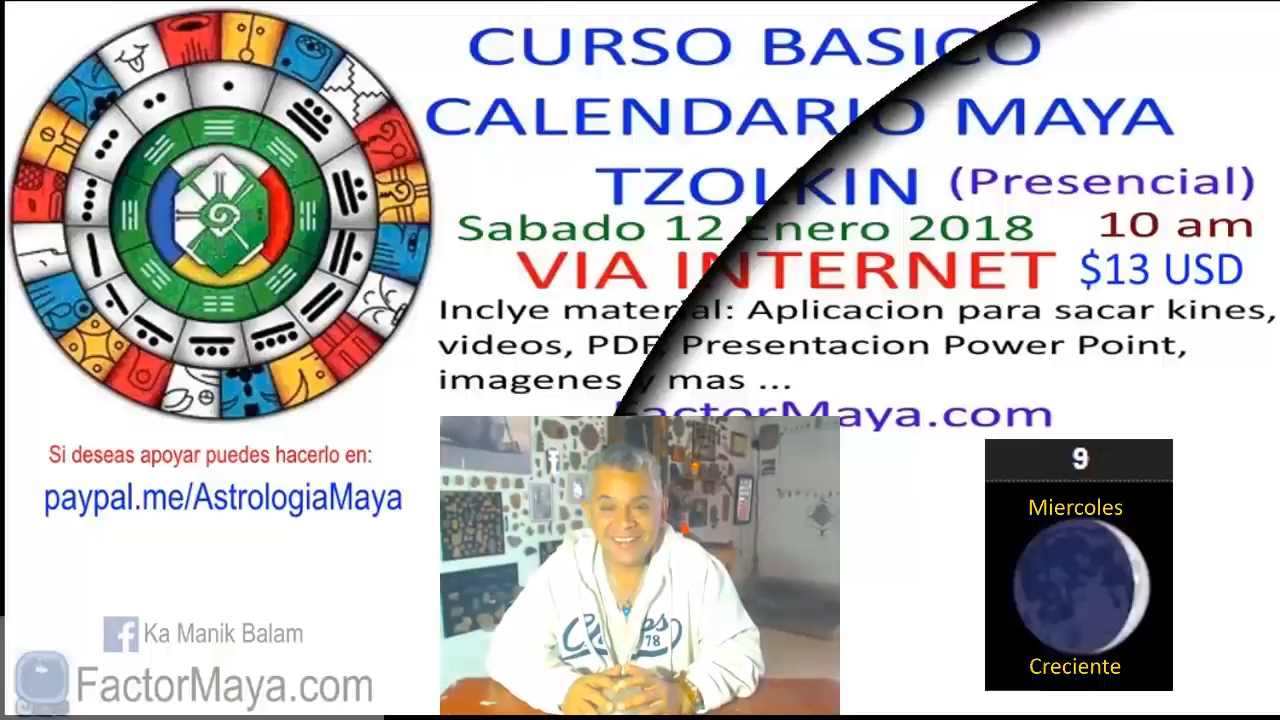 CURSO BASICO
CALENDARIO MAYA
TZOLKIN (Presencial)
Sabado 12 Enero 2018 10 am
VIA INTERNET $13 USD
Inclye material: Aplicacion para sacar kines,
videos, PDF, Presentacion Power Point,
imagenes y mas ...
FactorMaya.com
Si deseas apoyar puedes hacerlo en:
paypal.me/AstrologiaMaya
9
Miercoles
Creciente
78
Ka Manik Balam
FactorMaya.com